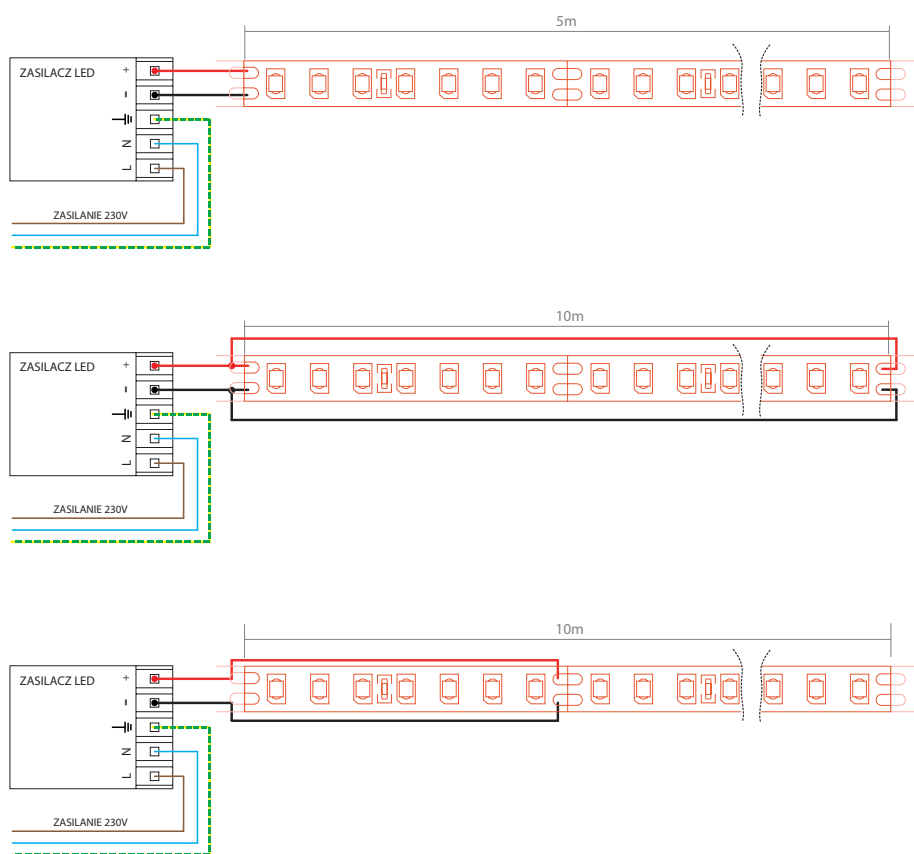 5m
ZASILACZ LED
+
-
N
L
ZASILANIE 230V
10m
ZASILACZ LED
+
-
N
L
ZASILANIE 230V
10m
ZASILACZ LED
+
-
N
L
ZASILANIE 230V